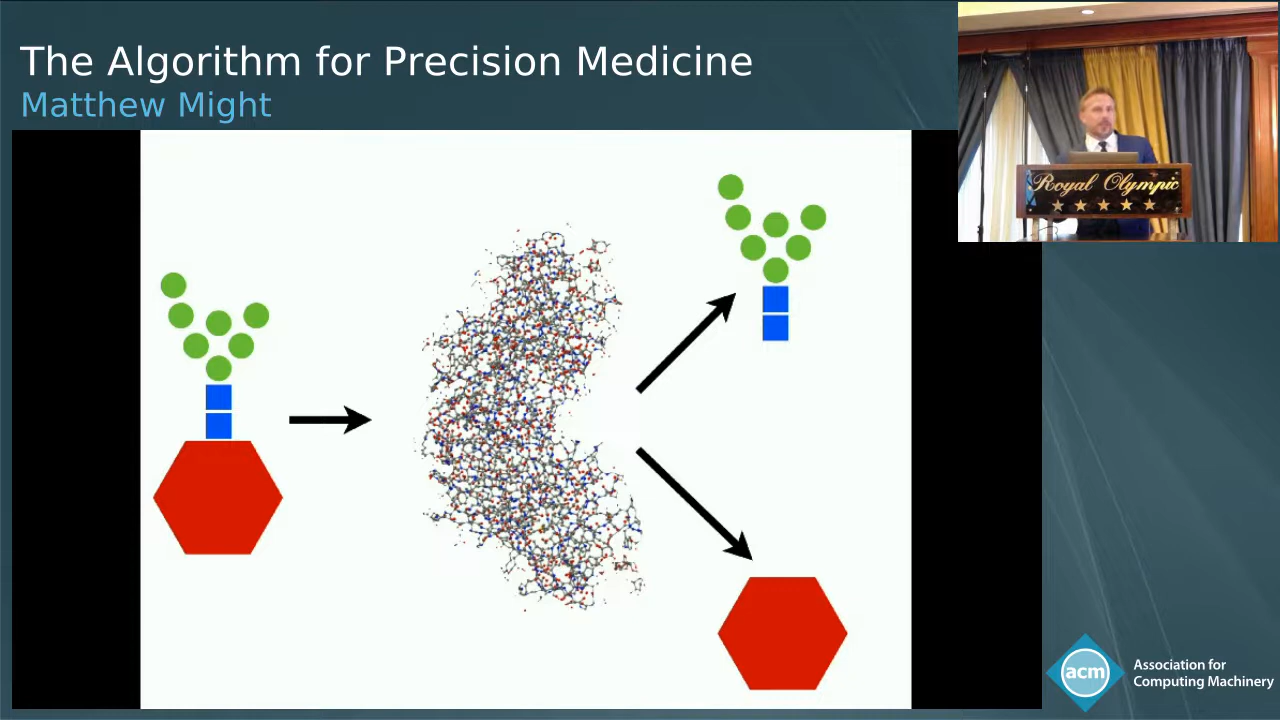 The Algorithm for Precision Medicine
Matthew Might
Royal Olympic
acm
Association for
Computing Machinery